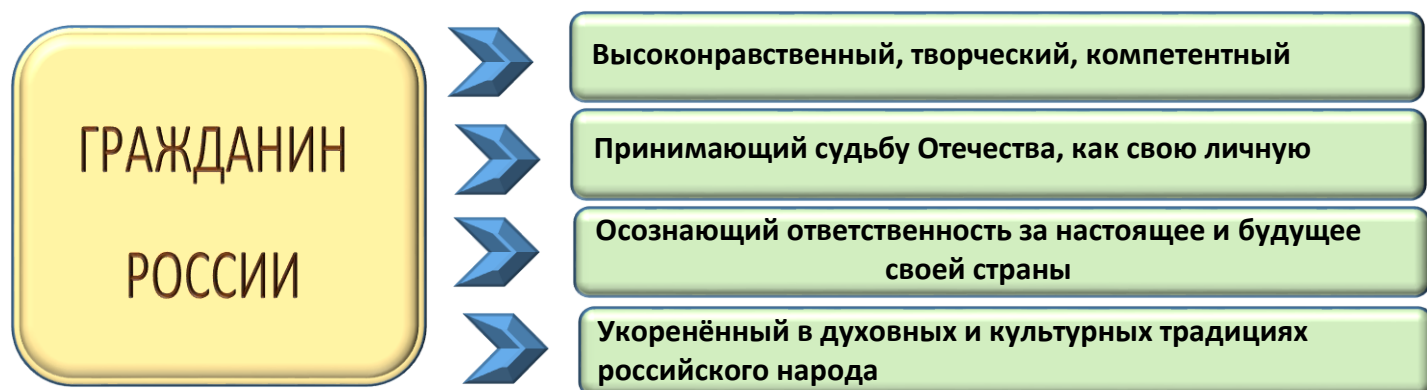 ГРАЖДАНИН
РОССИИ
Высоконравственный, творческий, компетентный
Принимающий судьбу Отечества, как свою личную
Осознающий ответственность за настоящее и будущее
своей страны
Укоренённый в духовных и культурных традициях
российского народа